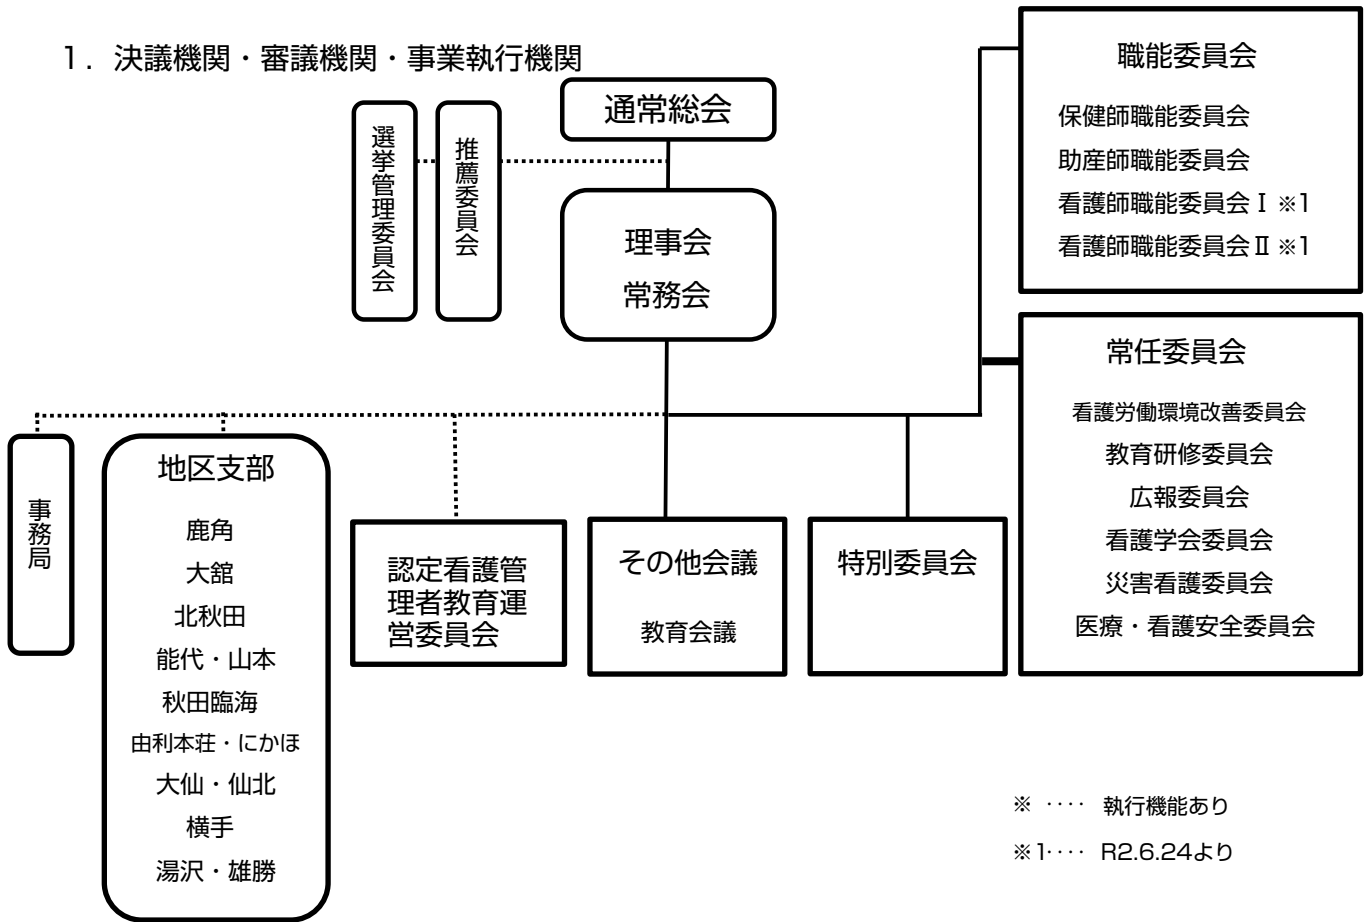 1．決議機関・審議機関・事業執行機関
通常総会
選挙管理委員会
推薦委員会
理事会
常務会
職能委員会
保健師職能委員会
助産師職能委員会
看護師職能委員会Ⅰ ※1
看護師職能委員会Ⅱ ※1
常任委員会
看護労働環境改善委員会
教育研修委員会
広報委員会
看護学会委員会
災害看護委員会
医療・看護安全委員会
事務局
地区支部
鹿角
大舘
北秋田
能代・山本
秋田臨海
由利本荘・にかほ
大仙・仙北
横手
湯沢・雄勝
認定看護管
理者教育運
営委員会
その他会議
教育会議
特別委員会
※ ‥‥ 執行機能あり
※1‥‥ R2.6.24より